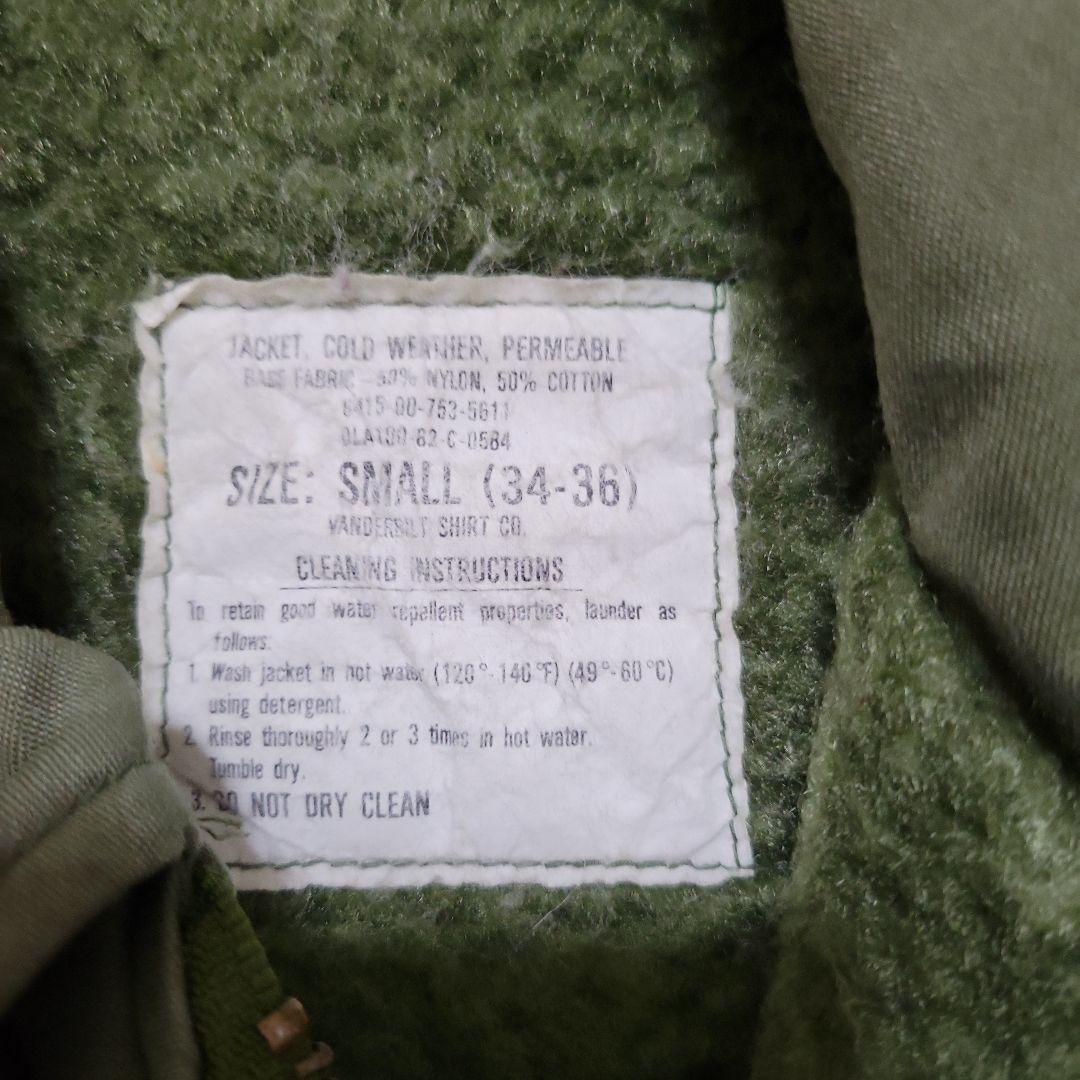 JACKET, COLD WEATHER, PERMEABLE
BASE FABRIC - 50% NYLON, 50% COTTON
8415-00-753-5611
DLA100-82-C-0584
SIZE: SMALL (34-36)
VANDERBILT SHIRT CO.
CLEANING INSTRUCTIONS
To retain good water repellent properties, launder as
follows:
1. Wash jacket in hot water (120°-140°F) (49°-60°C)
using detergent.
2. Rinse thoroughly 2 or 3 times in hot water.
Tumble dry.
3. DO NOT DRY CLEAN